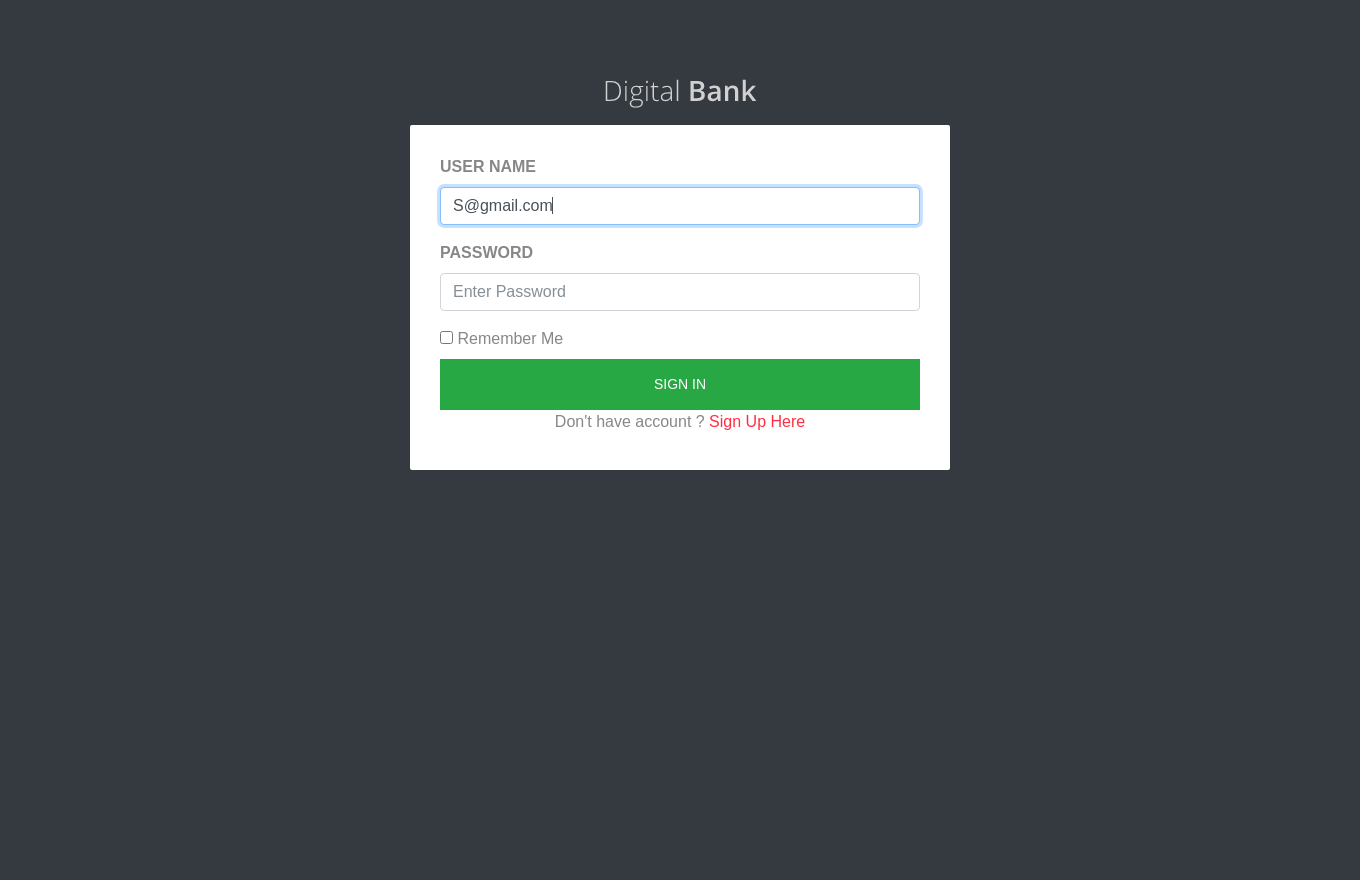 Digital Bank
USER NAME
S@gmail.com
PASSWORD
Enter Password
Remember Me
SIGN IN
Don't have account ? Sign Up Here